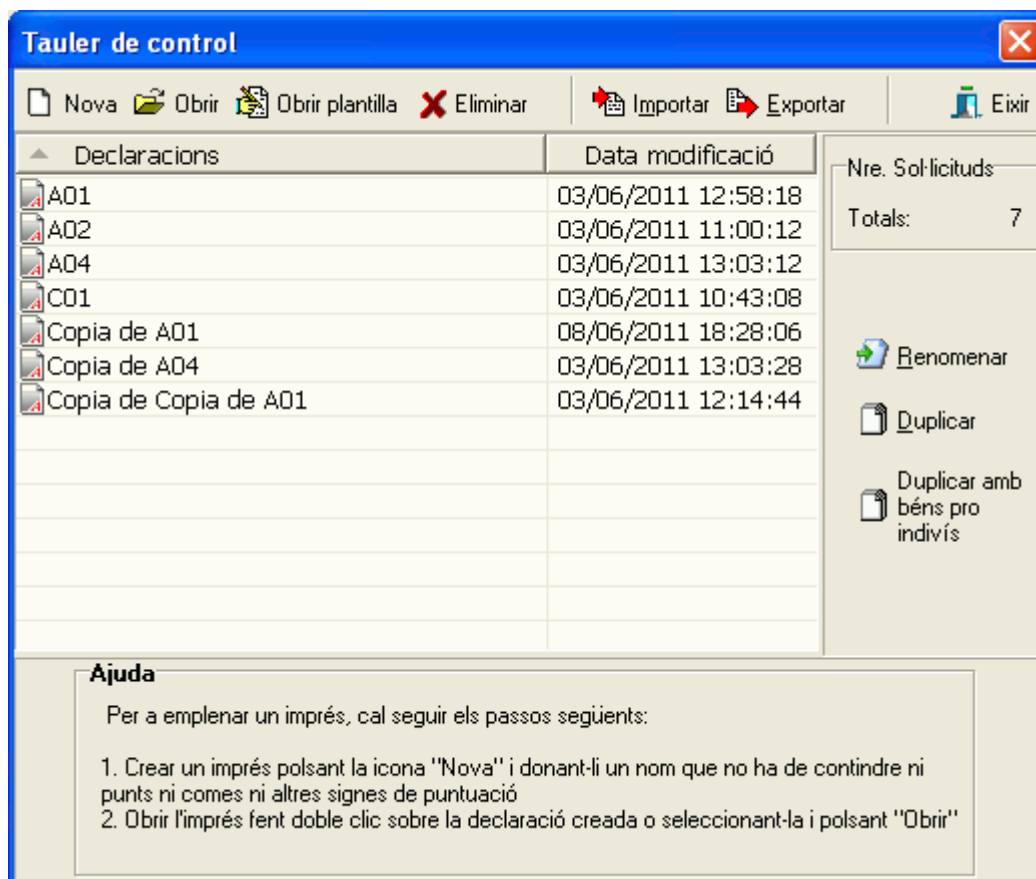 Tauler de control
Nova Obrir Obrir plantilla Eliminar Importar Exportar Eixir
Declaracions Data modificació
A01 03/06/2011 12:58:18
A02 03/06/2011 11:00:12
A04 03/06/2011 13:03:12
C01 03/06/2011 10:43:08
Copia de A01 08/06/2011 18:28:06
Copia de A04 03/06/2011 13:03:28
Copia de Copia de A01 03/06/2011 12:14:44
Nre. Sol·licituds
Totals: 7
Renomenar
Duplicar
Duplicar amb
béns pro
indivís
Ajuda
Per a emplenar un imprés, cal seguir els passos següents:
1. Crear un imprés polsant la icona "Nova" i donant-li un nom que no ha de contindre ni
punts ni comes ni altres signes de puntuació
2. Obrir l'imprés fent doble clic sobre la declaració creada o seleccionant-la i polsant "Obrir"